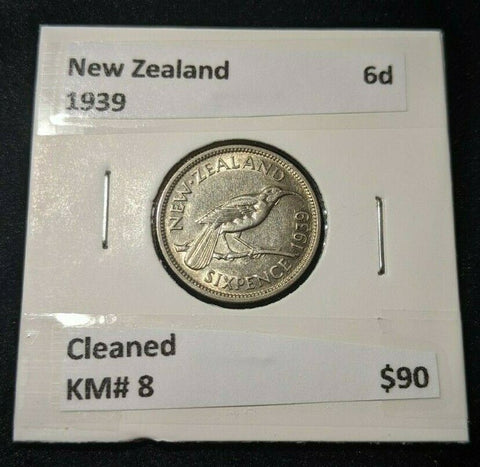 New Zealand 6d
1939
NEW·ZEALAND
1939
SIXPENCE
Cleaned
KM# 8 $90